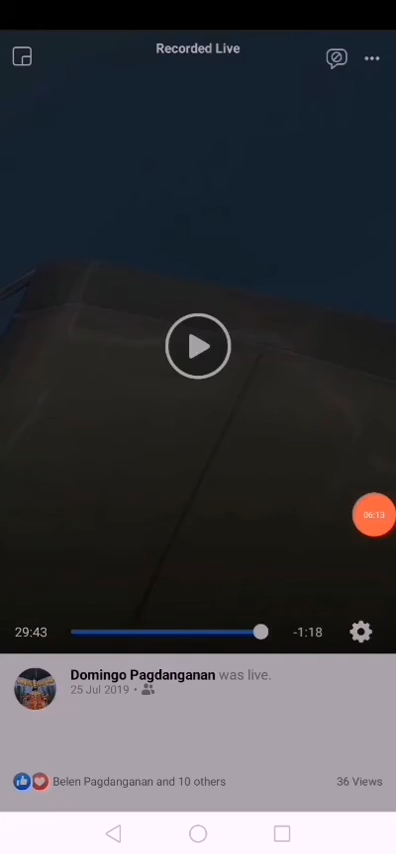 Recorded Live
06:13
29:43
-1:18
Domingo Pagdanganan was live.
25 Jul 2019 •
Belen Pagdanganan and 10 others
36 Views